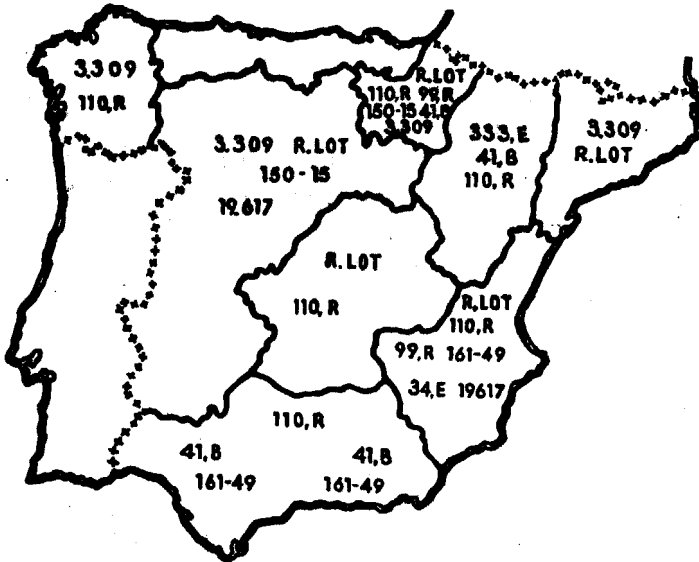 3,309
110,R
R.LOT
110,R 99,R
150-15 41,B
3,309
3,309 R.LOT
150-15
19.617
333,E
41,B
110,R
3,309
R.LOT
R.LOT
110,R
R,LOT
110,R
99,R 161-49
34,E 19617
110,R
41,B
161-49
41,B
161-49